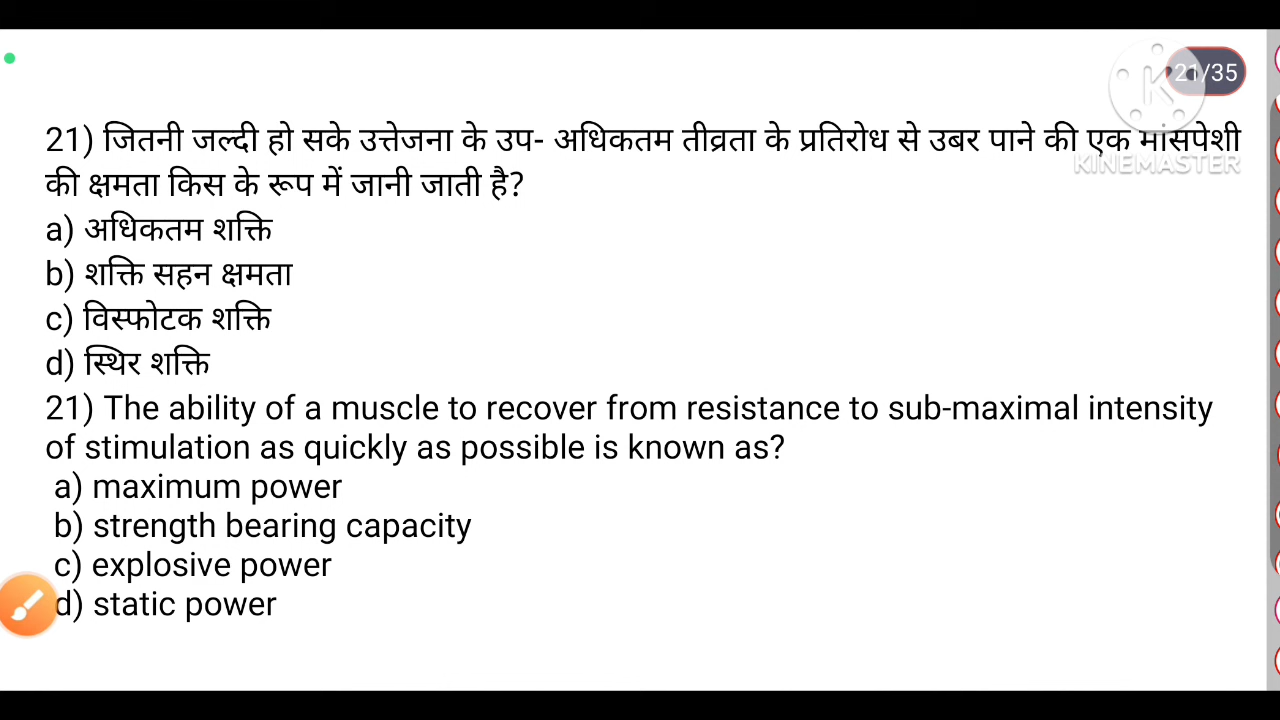 21/35
21) जितनी जल्दी हो सके उत्तेजना के उप- अधिकतम तीव्रता के प्रतिरोध से उबर पाने की एक मांसपेशी
KINEMASTER
की क्षमता किस के रूप में जानी जाती है?
a) अधिकतम शक्ति
b) शक्ति सहन क्षमता
c) विस्फोटक शक्ति
d) स्थिर शक्ति
21) The ability of a muscle to recover from resistance to sub-maximal intensity
of stimulation as quickly as possible is known as?
a) maximum power
b) strength bearing capacity
c) explosive power
d) static power